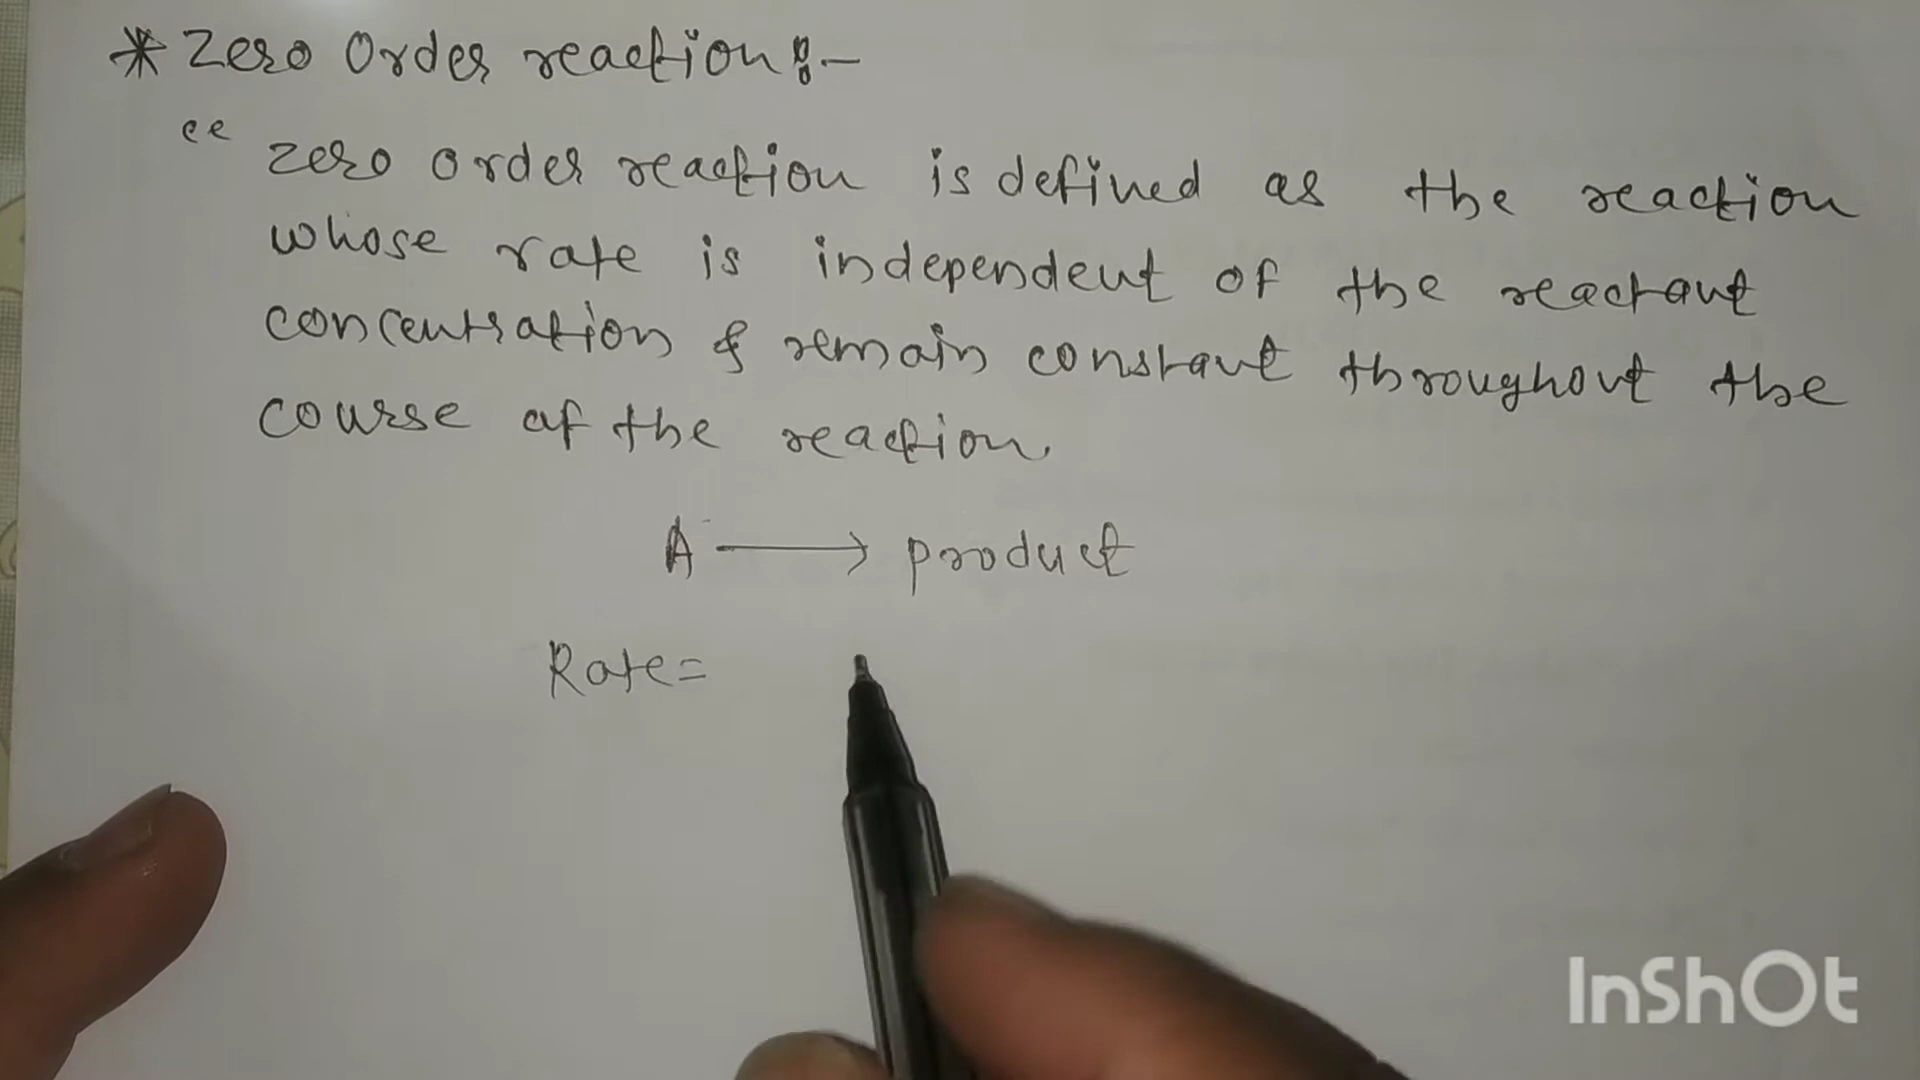 * Zero Order reaction:-
“ zero order reaction is defined as the reaction
whose rate is independent of the reactant
concentration & remain constant throughout the
course of the reaction.
A ⟶ product
Rate=
InShOt